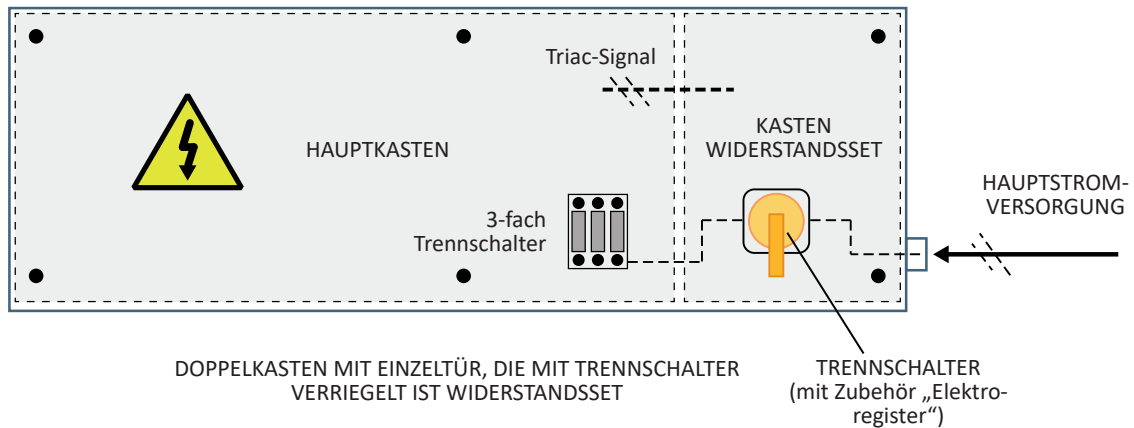 Triac-Signal
HAUPTKASTEN
KASTEN
WIDERSTANDSSET
3-fach
Trennschalter
HAUPTSTROM-
VERSORGUNG
DOPPELKASTEN MIT EINZELTÜR, DIE MIT TRENNSCHALTER
VERRIEGELT IST WIDERSTANDSSET
TRENNSCHALTER
(mit Zubehör „Elektro-
register“)